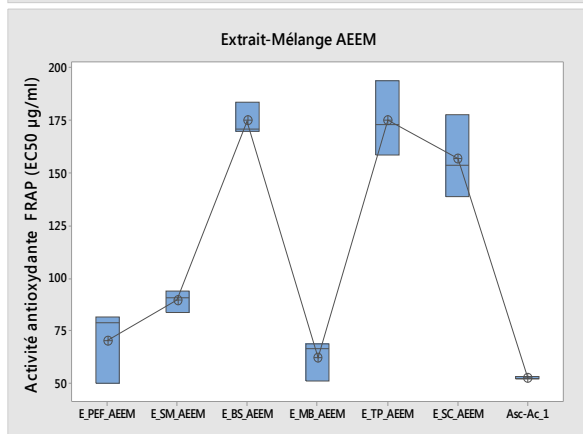 Extrait-Mélange AEEM
Activité antioxydante FRAP (EC50 µg/ml)
200
175
150
125
100
75
50
E_PEF_AEEM E_SM_AEEM E_BS_AEEM E_MB_AEEM E_TP_AEEM E_SC_AEEM Asc-Ac_1